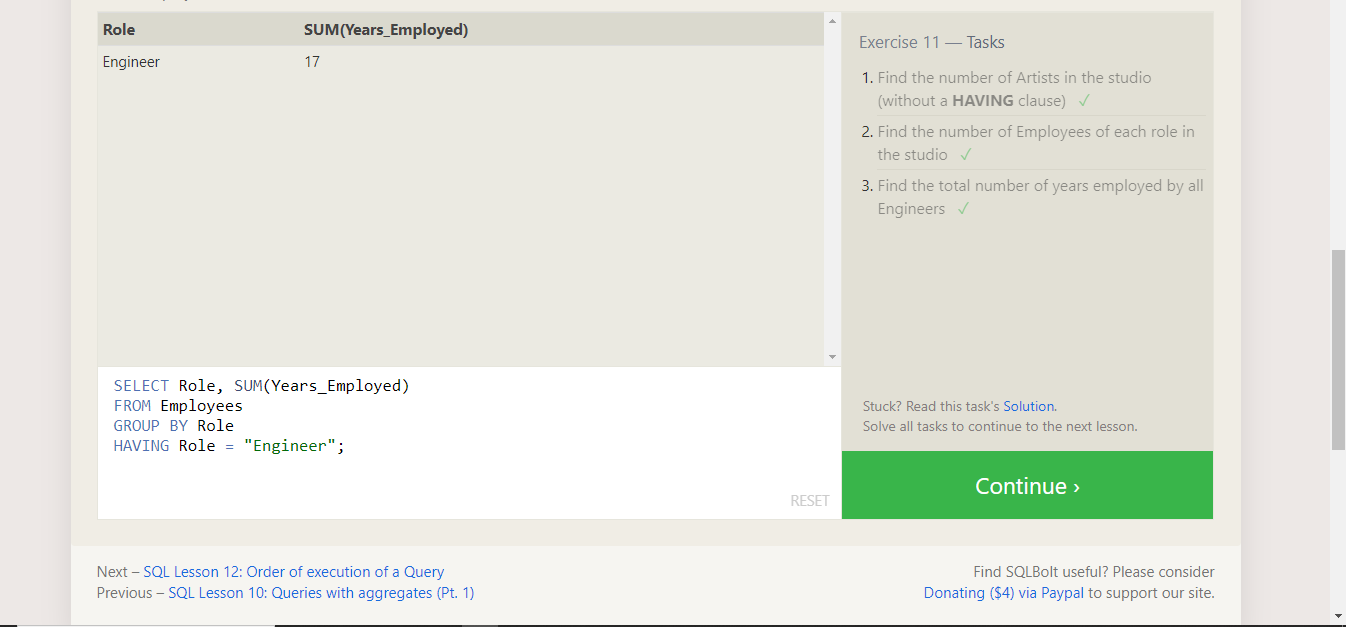 Role SUM(Years_Employed)
Engineer 17
SELECT Role, SUM(Years_Employed)
FROM Employees
GROUP BY Role
HAVING Role = "Engineer";
RESET
Exercise 11 — Tasks
1. Find the number of Artists in the studio
(without a HAVING clause) ✓
2. Find the number of Employees of each role in
the studio ✓
3. Find the total number of years employed by all
Engineers ✓
Stuck? Read this task's Solution.
Solve all tasks to continue to the next lesson.
Continue ›
Next – SQL Lesson 12: Order of execution of a Query
Previous – SQL Lesson 10: Queries with aggregates (Pt. 1)
Find SQLBolt useful? Please consider
Donating ($4) via Paypal to support our site.